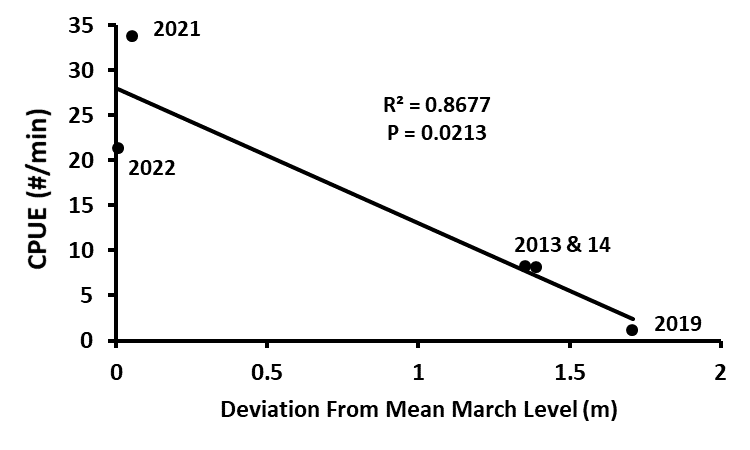 35
30
25
20
15
10
5
0
CPUE (#/min)
2021
2022
R² = 0.8677
P = 0.0213
2013 & 14
2019
0 0.5 1 1.5 2
Deviation From Mean March Level (m)